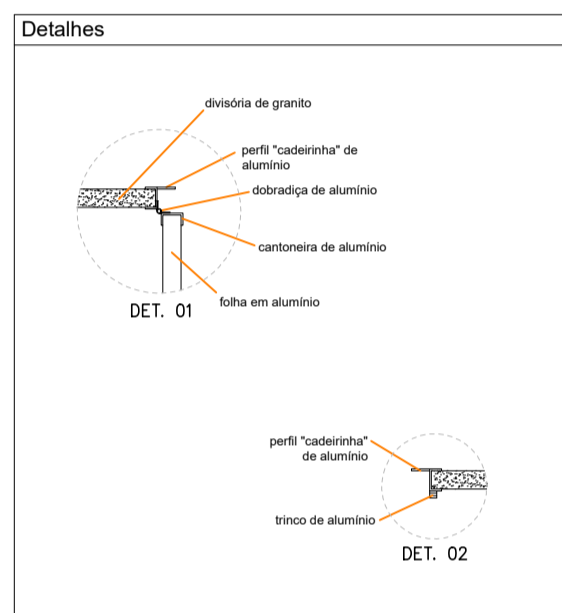 Detalhes
divisória de granito
perfil "cadeirinha" de
alumínio
dobradiça de alumínio
cantoneira de alumínio
folha em alumínio
DET. 01
perfil "cadeirinha"
de alumínio
trinco de alumínio
DET. 02